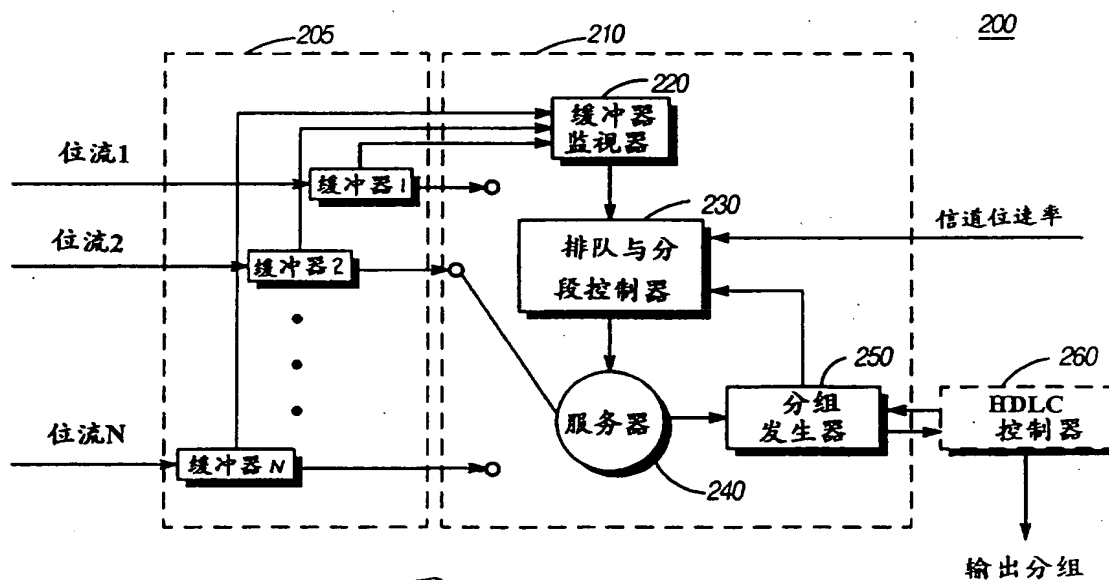 200
205
210
220
缓冲器
监视器
位流1
缓冲器1
230
信道位速率
排队与分
段控制器
位流2
缓冲器2
250
260
分组
发生器
HDLC
控制器
服务器
240
位流N
缓冲器N
输出分组